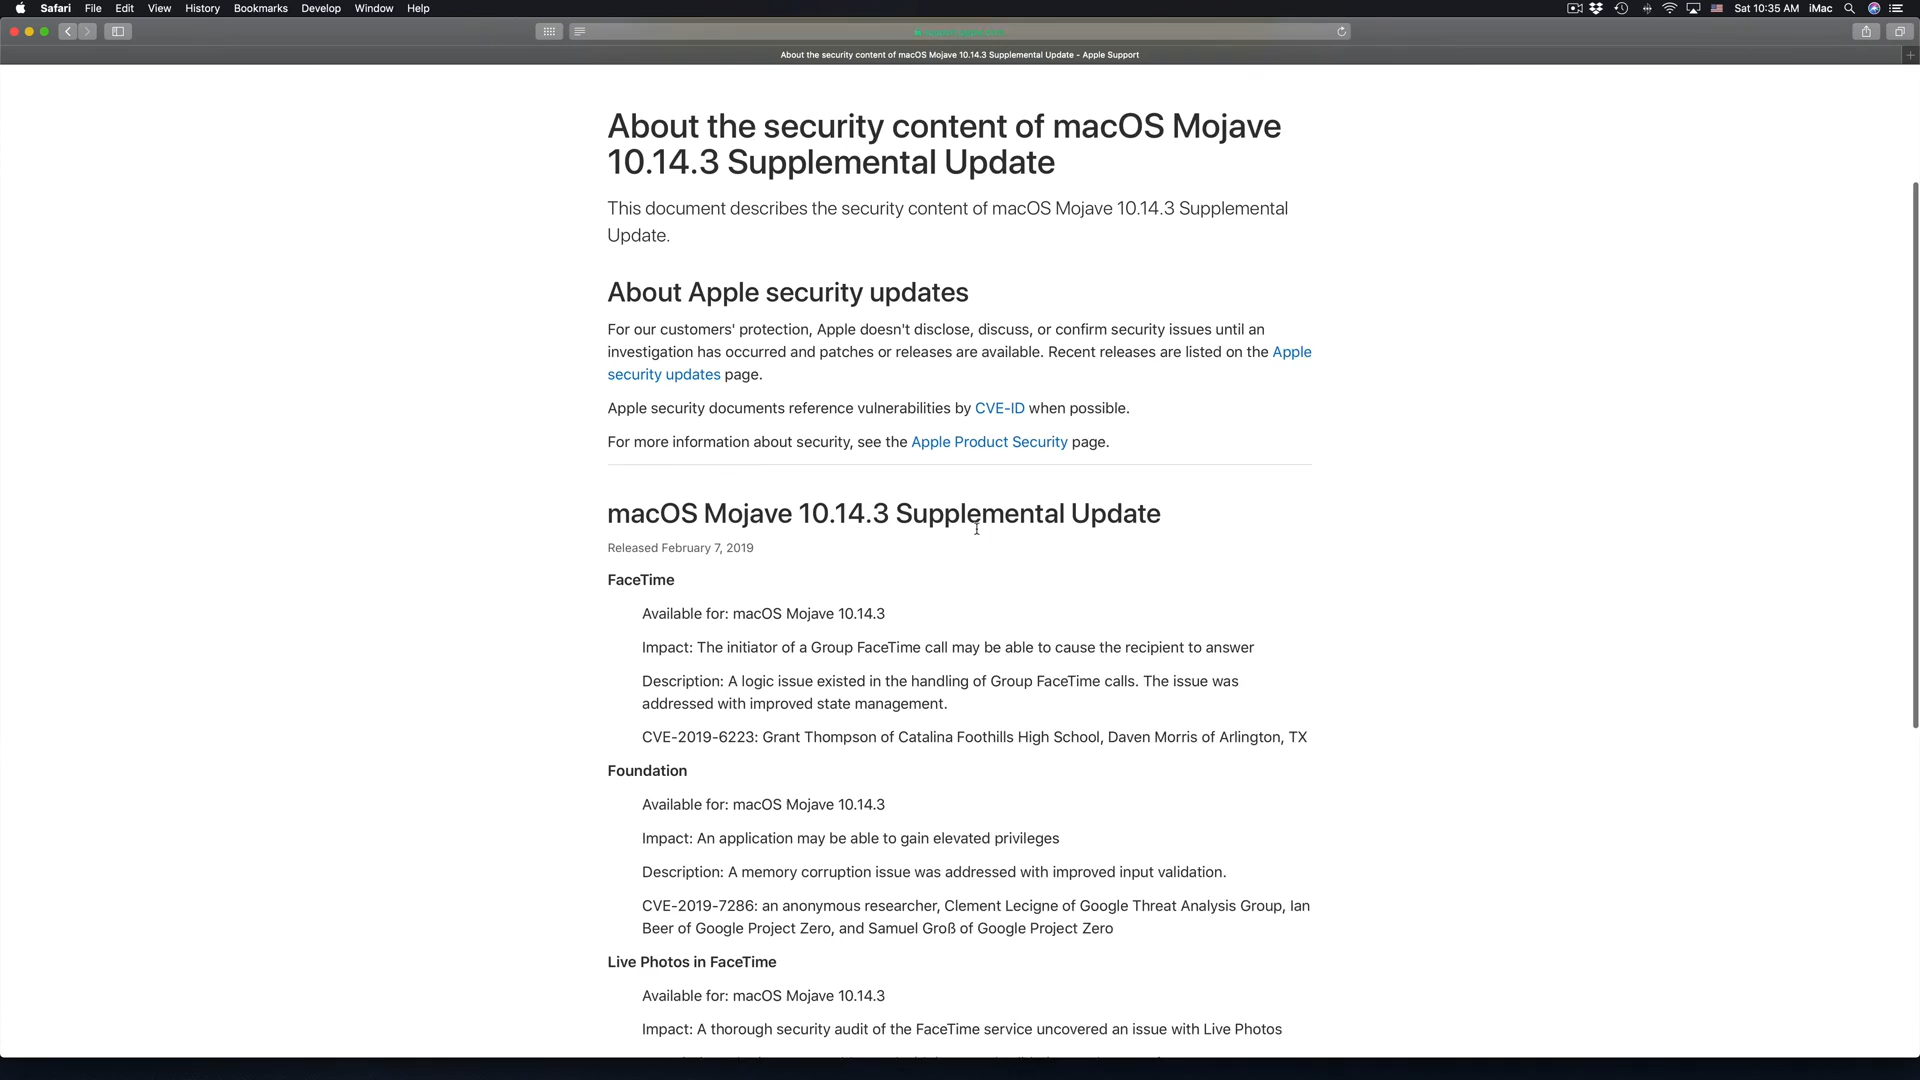 Safari File Edit View History Bookmarks Develop Window Help Sat 10:35 AM iMac
About the security content of macOS Mojave 10.14.3 Supplemental Update - Apple Support
About the security content of macOS Mojave
10.14.3 Supplemental Update
This document describes the security content of macOS Mojave 10.14.3 Supplemental
Update.
About Apple security updates
For our customers' protection, Apple doesn't disclose, discuss, or confirm security issues until an
investigation has occurred and patches or releases are available. Recent releases are listed on the Apple
security updates page.
Apple security documents reference vulnerabilities by CVE-ID when possible.
For more information about security, see the Apple Product Security page.
macOS Mojave 10.14.3 Supplemental Update
Released February 7, 2019
FaceTime
Available for: macOS Mojave 10.14.3
Impact: The initiator of a Group FaceTime call may be able to cause the recipient to answer
Description: A logic issue existed in the handling of Group FaceTime calls. The issue was
addressed with improved state management.
CVE-2019-6223: Grant Thompson of Catalina Foothills High School, Daven Morris of Arlington, TX
Foundation
Available for: macOS Mojave 10.14.3
Impact: An application may be able to gain elevated privileges
Description: A memory corruption issue was addressed with improved input validation.
CVE-2019-7286: an anonymous researcher, Clement Lecigne of Google Threat Analysis Group, Ian
Beer of Google Project Zero, and Samuel Groß of Google Project Zero
Live Photos in FaceTime
Available for: macOS Mojave 10.14.3
Impact: A thorough security audit of the FaceTime service uncovered an issue with Live Photos